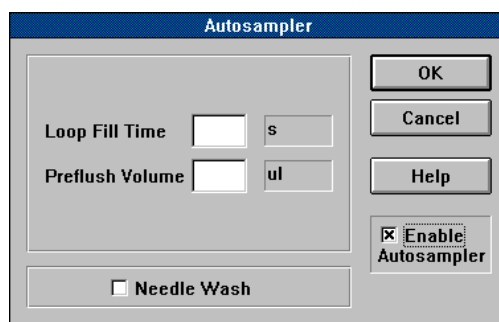 Autosampler
Loop Fill Time s
Preflush Volume ul
Needle Wash
OK
Cancel
Help
Enable
Autosampler